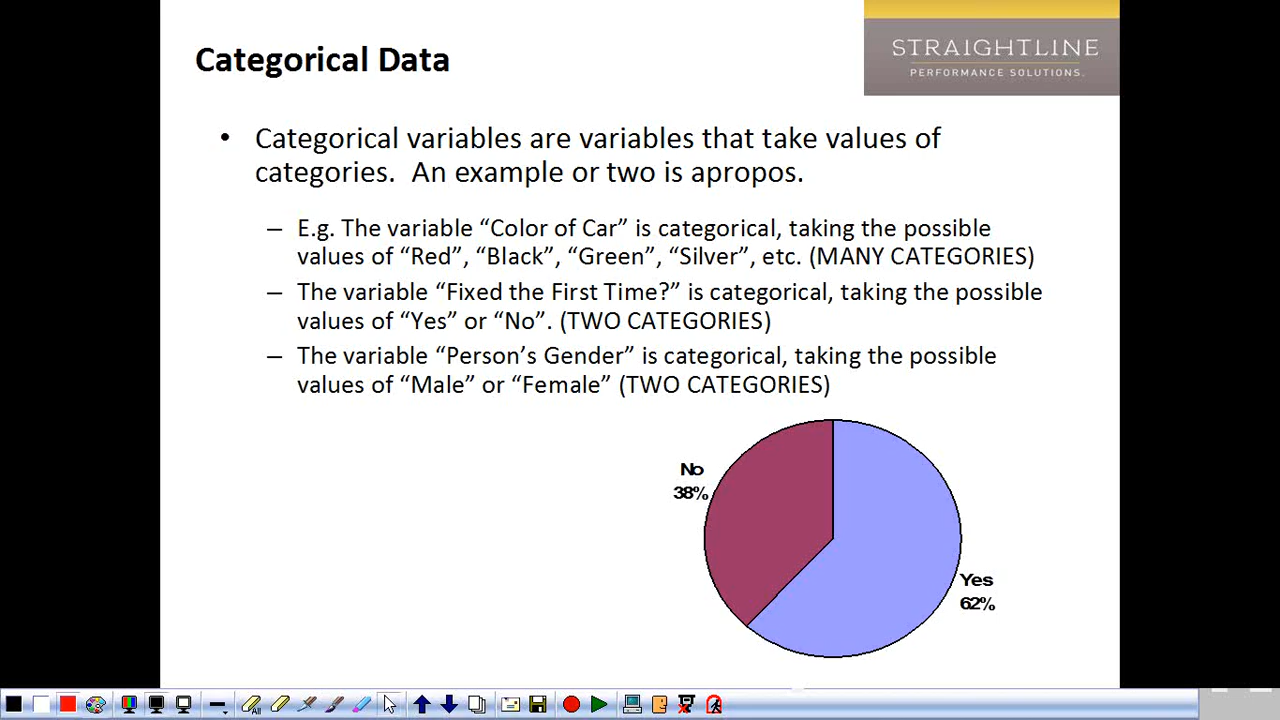 Categorical Data
STRAIGHTLINE
PERFORMANCE SOLUTIONS.
• Categorical variables are variables that take values of
categories. An example or two is apropos.
– E.g. The variable “Color of Car” is categorical, taking the possible
values of “Red”, “Black”, “Green”, “Silver”, etc. (MANY CATEGORIES)
– The variable “Fixed the First Time?” is categorical, taking the possible
values of “Yes” or “No”. (TWO CATEGORIES)
– The variable “Person’s Gender” is categorical, taking the possible
values of “Male” or “Female” (TWO CATEGORIES)
No
38%
Yes
62%
All